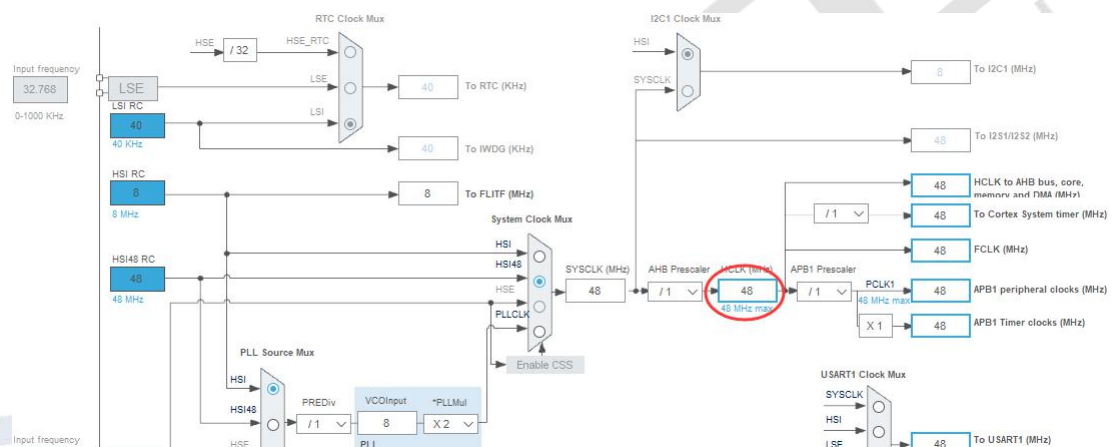 RTC Clock Mux
I2C1 Clock Mux
HSE
/ 32
HSE_RTC
HSI
Input frequency
32.768
0-1000 KHz
LSE
LSE
40
To RTC (KHz)
SYSCLK
8
To I2C1 (MHz)
LSI RC
40
40 KHz
LSI
40
To IWDG (KHz)
48
To I2S1/I2S2 (MHz)
HSI RC
8
8 MHz
8
To FLITF (MHz)
48
HCLK to AHB bus, core,
memory and DMA (MHz)
/ 1
48
To Cortex System timer (MHz)
System Clock Mux
HSI
HSI48
HSE
PLLCLK
48
FCLK (MHz)
HSI48 RC
48
48 MHz
SYSCLK (MHz)
48
AHB Prescaler
/ 1
HCLK (MHz)
48
48 MHz max
APB1 Prescaler
/ 1
PCLK1
48 MHz max
48
APB1 peripheral clocks (MHz)
X 1
48
APB1 Timer clocks (MHz)
Enable CSS
PLL Source Mux
HSI
HSI48
HSE
PREDiv
/ 1
VCOInput
8
*PLLMul
X 2
PLL
USART1 Clock Mux
SYSCLK
HSI
LSE
48
To USART1 (MHz)
Input frequency